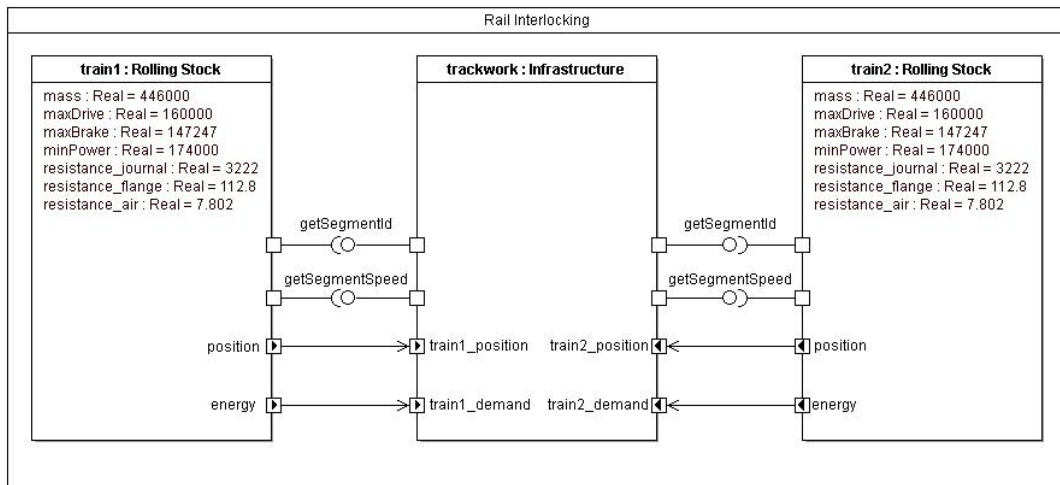 Rail Interlocking
train1 : Rolling Stock
mass : Real = 446000
maxDrive : Real = 160000
maxBrake : Real = 147247
minPower : Real = 174000
resistance_journal : Real = 3222
resistance_flange : Real = 112.8
resistance_air : Real = 7.802
trackwork : Infrastructure
train2 : Rolling Stock
mass : Real = 446000
maxDrive : Real = 160000
maxBrake : Real = 147247
minPower : Real = 174000
resistance_journal : Real = 3222
resistance_flange : Real = 112.8
resistance_air : Real = 7.802
getSegmentId
getSegmentId
getSegmentSpeed
getSegmentSpeed
position
train1_position
train2_position
position
energy
train1_demand
train2_demand
energy